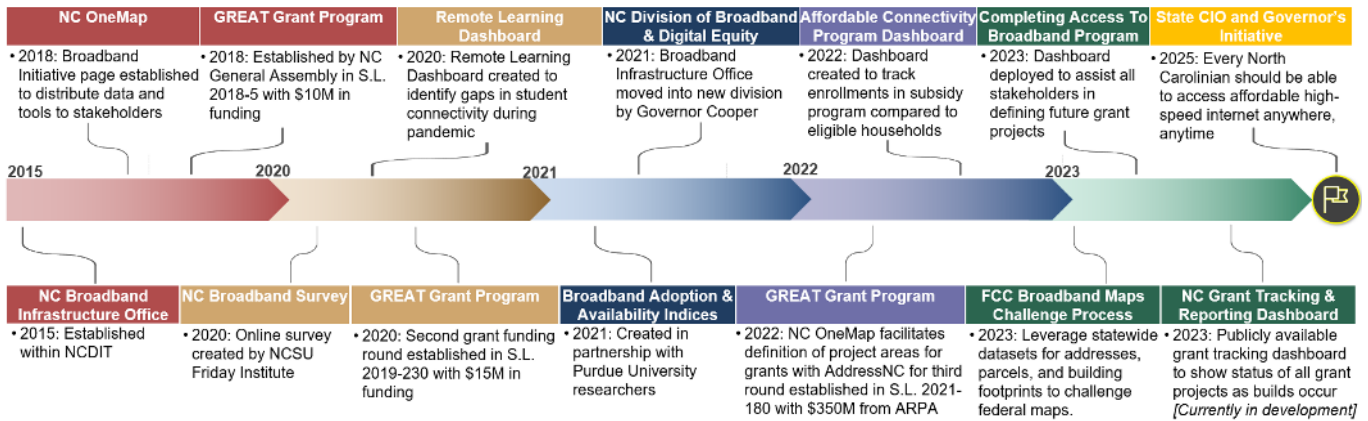 NC OneMap
• 2018: Broadband
Initiative page established
to distribute data and
tools to stakeholders
GREAT Grant Program
• 2018: Established by NC
General Assembly in S.L.
2018-5 with $10M in
funding
Remote Learning
Dashboard
• 2020: Remote Learning
Dashboard created to
identify gaps in student
connectivity during
pandemic
NC Division of Broadband
& Digital Equity
• 2021: Broadband
Infrastructure Office
moved into new division
by Governor Cooper
Affordable Connectivity
Program Dashboard
• 2022: Dashboard
created to track
enrollments in subsidy
program compared to
eligible households
Completing Access To
Broadband Program
• 2023: Dashboard
deployed to assist all
stakeholders in
defining future grant
projects
State CIO and Governor's
Initiative
• 2025: Every North
Carolinian should be able
to access affordable high-
speed internet anywhere,
anytime
2015
2020
2021
2022
2023
NC Broadband
Infrastructure Office
• 2015: Established
within NCDIT
NC Broadband Survey
• 2020: Online survey
created by NCSU
Friday Institute
GREAT Grant Program
• 2020: Second grant funding
round established in S.L.
2019-230 with $15M in
funding
Broadband Adoption &
Availability Indices
• 2021: Created in
partnership with
Purdue University
researchers
GREAT Grant Program
• 2022: NC OneMap facilitates
definition of project areas for
grants with AddressNC for third
round established in S.L. 2021-
180 with $350M from ARPA
FCC Broadband Maps
Challenge Process
• 2023: Leverage statewide
datasets for addresses,
parcels, and building
footprints to challenge
federal maps.
NC Grant Tracking &
Reporting Dashboard
• 2023: Publicly available
grant tracking dashboard
to show status of all grant
projects as builds occur
[Currently in development]